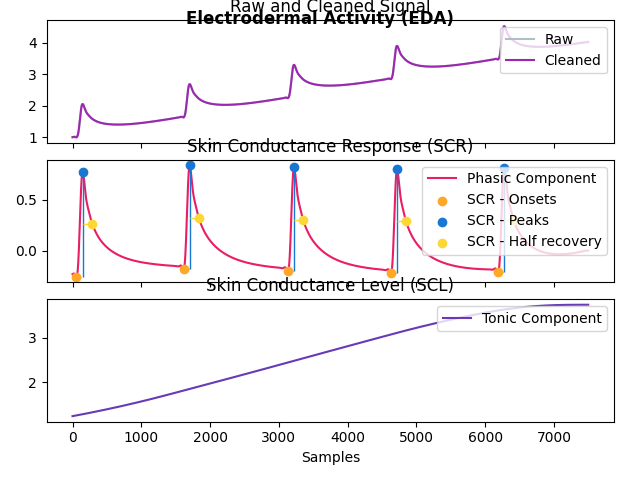 Raw and Cleaned Signal
Electrodermal Activity (EDA)
4
3
2
1
Raw
Cleaned
Skin Conductance Response (SCR)
0.5
0.0
Phasic Component
SCR - Onsets
SCR - Peaks
SCR - Half recovery
Skin Conductance Level (SCL)
3
2
Tonic Component
0 1000 2000 3000 4000 5000 6000 7000
Samples